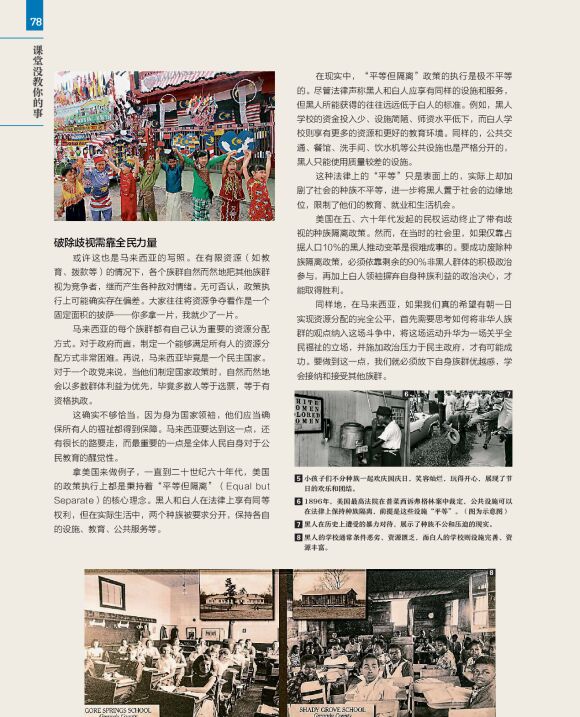 78
课堂没教你的事
破除歧视需靠全民力量
或许这也是马来西亚的写照。在有限资源（如教
育、拨款等）的情况下，各个族群自然而然地把其他族群
视为竞争者，继而产生各种敌对情绪。无可否认，政策执
行上可能确实存在偏差。大家往往将资源争夺看作是一个
固定面积的披萨——你多拿一片，我就少了一片。
马来西亚的每个族群都有自己认为重要的资源分配
方式。对于政府而言，制定一个能够满足所有人的资源分
配方式非常困难。再说，马来西亚毕竟是一个民主国家。
对于一个政党来说，当他们制定国家政策时，自然而然地
会以多数群体利益为优先，毕竟多数人等于选票，等于有
资格执政。
这确实不够恰当，因为身为国家领袖，他们应当确
保所有人的福祉都得到保障。马来西亚要达到这一点，还
有很长的路要走，而最重要的一点是全体人民自身对于公
民教育的醒觉性。
拿美国来做例子，一直到二十世纪六十年代，美国
的政策执行上都是秉持着“平等但隔离”（Equal but
Separate）的核心理念。黑人和白人在法律上享有同等
权利，但在实际生活中，两个种族被要求分开，保持各自
的设施、教育、公共服务等。
在现实中，“平等但隔离”政策的执行是极不平等
的。尽管法律声称黑人和白人应享有同样的设施和服务，
但黑人所能获得的往往远远低于白人的标准。例如，黑人
学校的资金投入少、设施简陋、师资水平低下，而白人学
校则享有更多的资源和更好的教育环境。同样的，公共交
通、餐馆、洗手间、饮水机等公共设施也是严格分开的，
黑人只能使用质量较差的设施。
这种法律上的“平等”只是表面上的，实际上却加
剧了社会的种族不平等，进一步将黑人置于社会的边缘地
位，限制了他们的教育、就业和生活机会。
美国在五、六十年代发起的民权运动终止了带有歧
视的种族隔离政策。然而，在当时的社会里，如果仅靠占
据人口10%的黑人推动变革是很难成事的。要成功废除种
族隔离政策，必须依靠剩余的90%非黑人群体的积极政治
参与，再加上白人领袖摒弃自身种族利益的政治决心，才
能取得胜利。
同样地，在马来西亚，如果我们真的希望有朝一日
实现资源分配的完全公平，首先需要思考如何将非华人族
群的观点纳入这场斗争中，将这场运动升华为一场关乎全
民福祉的立场，并施加政治压力于民主政府，才有可能成
功。要做到这一点，我们就必须放下自身族群优越感，学
会接纳和接受其他族群。
6
7
5 小孩子们不分种族一起欢庆国庆日，笑容灿烂，玩得开心，展现了节
日的欢乐和团结。
6 1896年，美国最高法院在普莱西诉弗格林案中裁定，公共设施可以
在法律上保持种族隔离，前提是这些设施“平等”。（图为示意图）
7 黑人在历史上遭受的暴力对待，展示了种族不公和压迫的现实。
8 黑人的学校通常条件恶劣、资源匮乏，而白人的学校则设施完善、资
源丰富。
8
GORE SPRINGS SCHOOL
SHADY GROVE SCHOOL